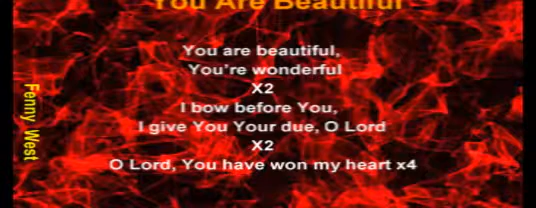 You Are Beautiful
You are beautiful,
You're wonderful
X2
I bow before You,
I give You Your due, O Lord
X2
O Lord, You have won my heart x4
Fenny West